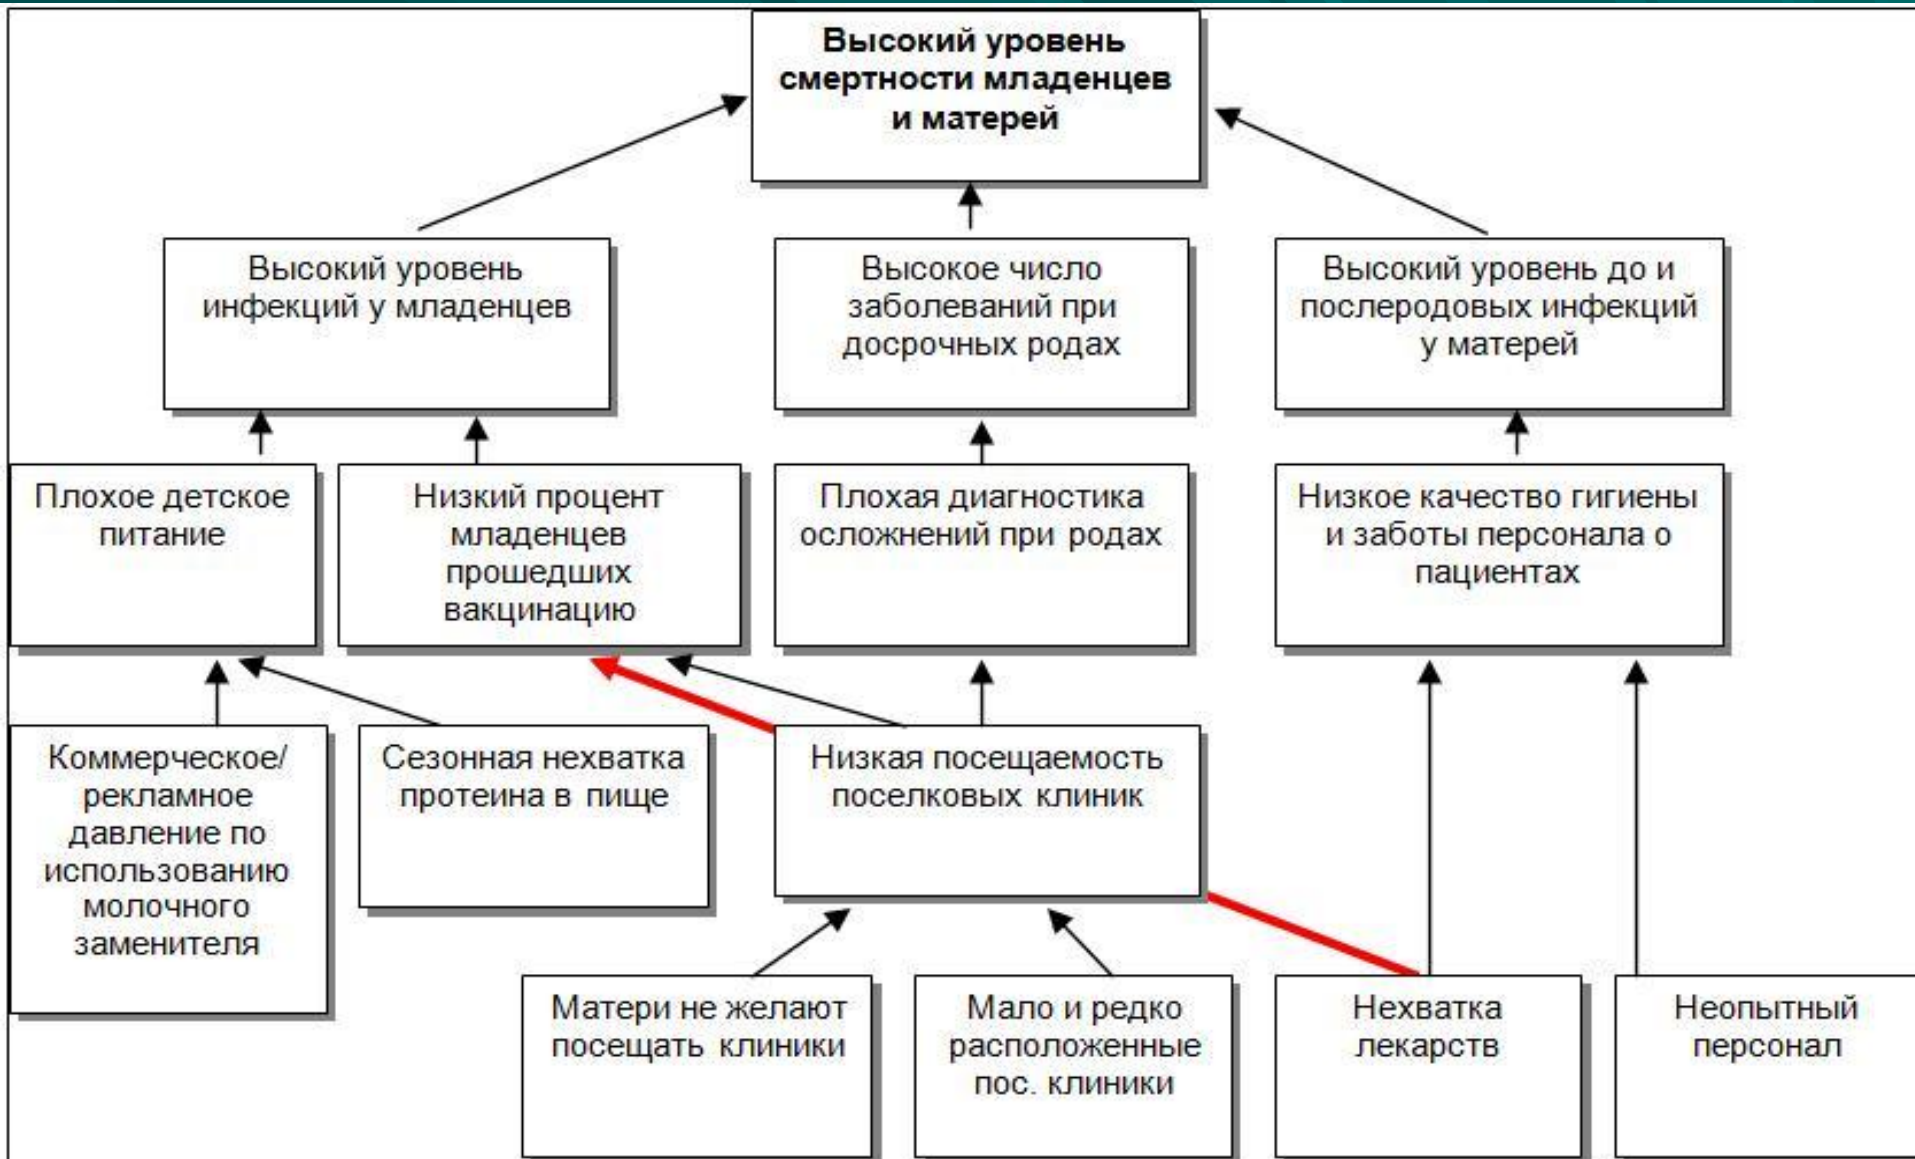 Высокий уровень
смертности младенцев
и матерей
Высокий уровень
инфекций у младенцев
Высокое число
заболеваний при
досрочных родах
Высокий уровень до и
послеродовых инфекций
у матерей
Плохое детское
питание
Низкий процент
младенцев
прошедших
вакцинацию
Плохая диагностика
осложнений при родах
Низкое качество гигиены
и заботы персонала о
пациентах
Коммерческое/
рекламное
давление по
использованию
молочного
заменителя
Сезонная нехватка
протеина в пище
Низкая посещаемость
поселковых клиник
Матери не желают
посещать клиники
Мало и редко
расположенные
пос. клиники
Нехватка
лекарств
Неопытный
персонал